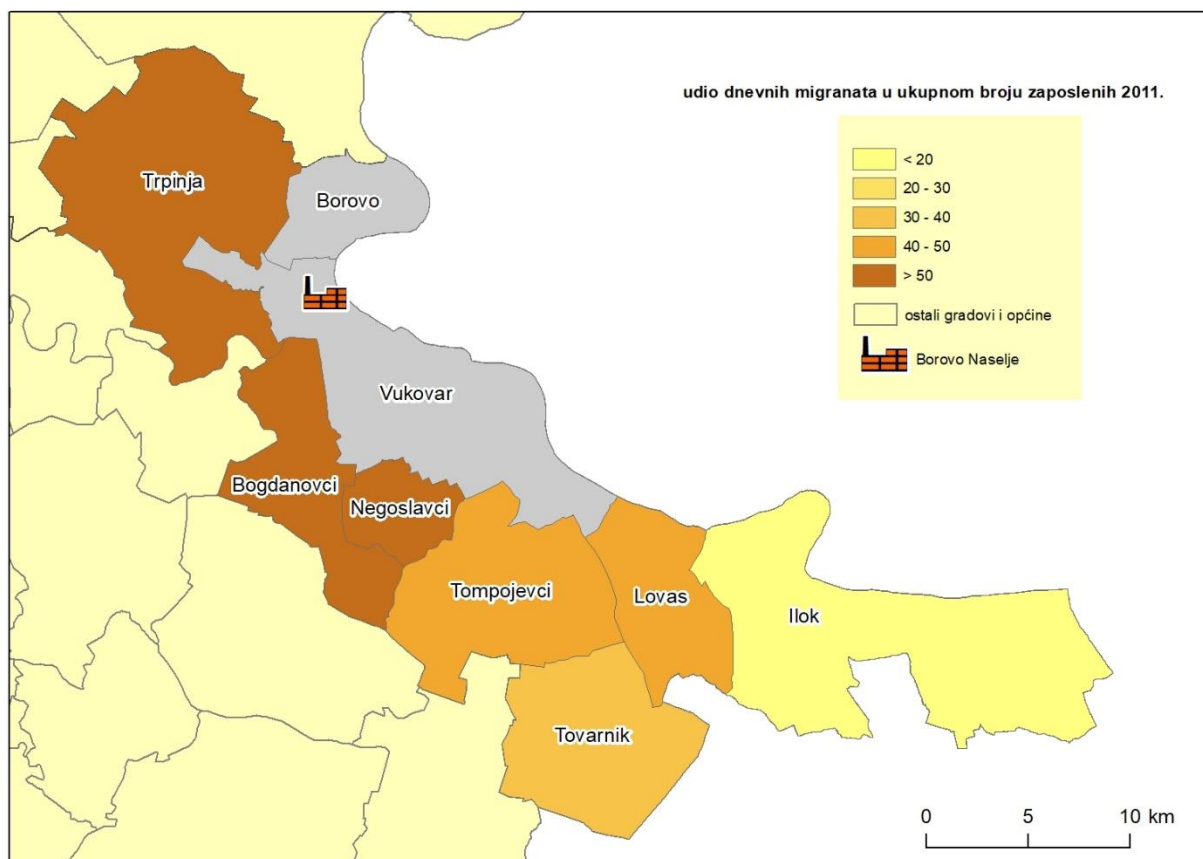 udio dnevnih migranata u ukupnom broju zaposlenih 2011.
< 20
20 - 30
30 - 40
40 - 50
> 50
ostali gradovi i općine
Borovo Naselje
Trpinja
Borovo
Vukovar
Bogdanovci
Negoslavci
Tompojevci
Lovas
Ilok
Tovarnik
0 5 10 km